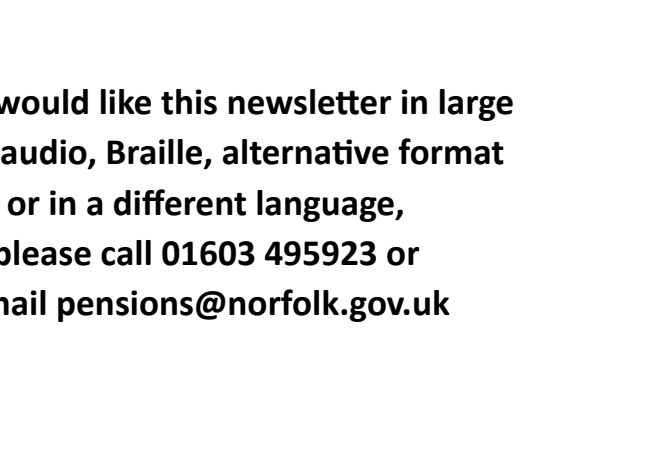 would like this newsletter in large
audio, Braille, alternative format
or in a different language,
please call 01603 495923 or
mail pensions@norfolk.gov.uk